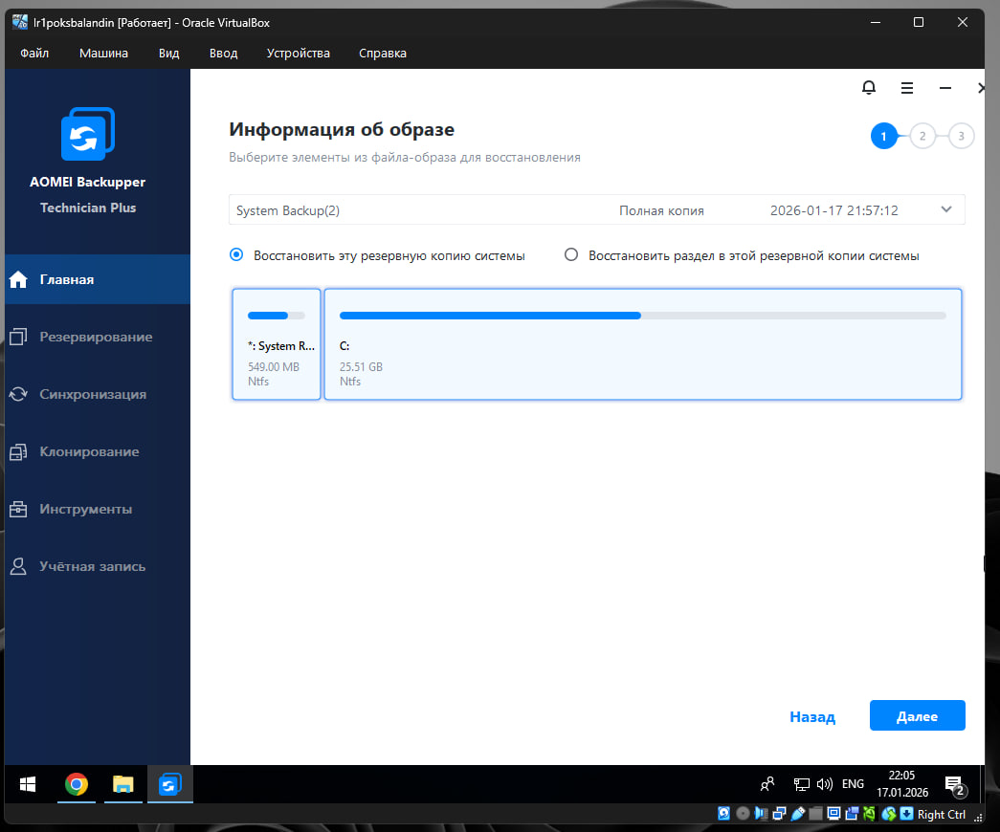 lr1poksbalandin [Работает] - Oracle VirtualBox
Файл Машина Вид Ввод Устройства Справка
AOMEI Backupper
Technician Plus
Главная
Резервирование
Синхронизация
Клонирование
Инструменты
Учётная запись
Информация об образе
Выберите элементы из файла-образа для восстановления
1 2 3
System Backup(2) Полная копия 2026-01-17 21:57:12
Восстановить эту резервную копию системы Восстановить раздел в этой резервной копии системы
*: System R...
549.00 MB
Ntfs
C:
25.51 GB
Ntfs
Назад Далее
ENG
22:05
17.01.2026
2
Right Ctrl